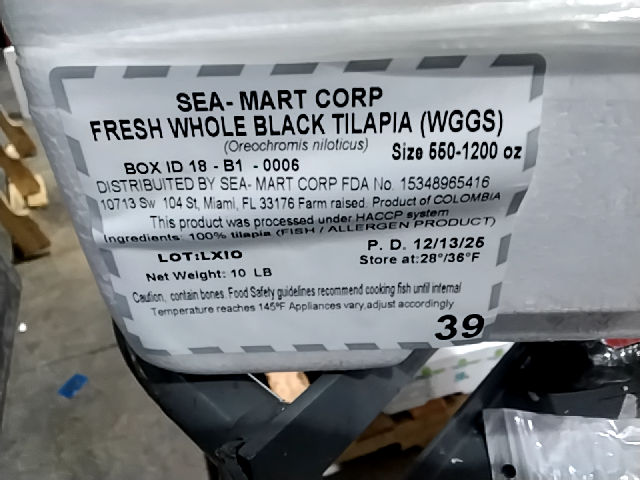 SEA- MART CORP
FRESH WHOLE BLACK TILAPIA (WGGS)
(Oreochromis niloticus) Size 550-1200 oz
BOX ID 18 - B1 - 0006
DISTRIBUTED BY SEA- MART CORP FDA No. 15348965416
10713 Sw 104 St, Miami, FL 33176 Farm raised. Product of COLOMBIA
This product was processed under HACCP system
Ingredients: 100% tilapia (FISH / ALLERGEN PRODUCT)
LOT:LX10 P. D. 12/13/25
Net Weight: 10 LB Store at:28°/36°F
Caution, contain bones. Food Safety guidelines recommend cooking fish until internal
Temperature reaches 145°F Appliances vary,adjust accordingly
39